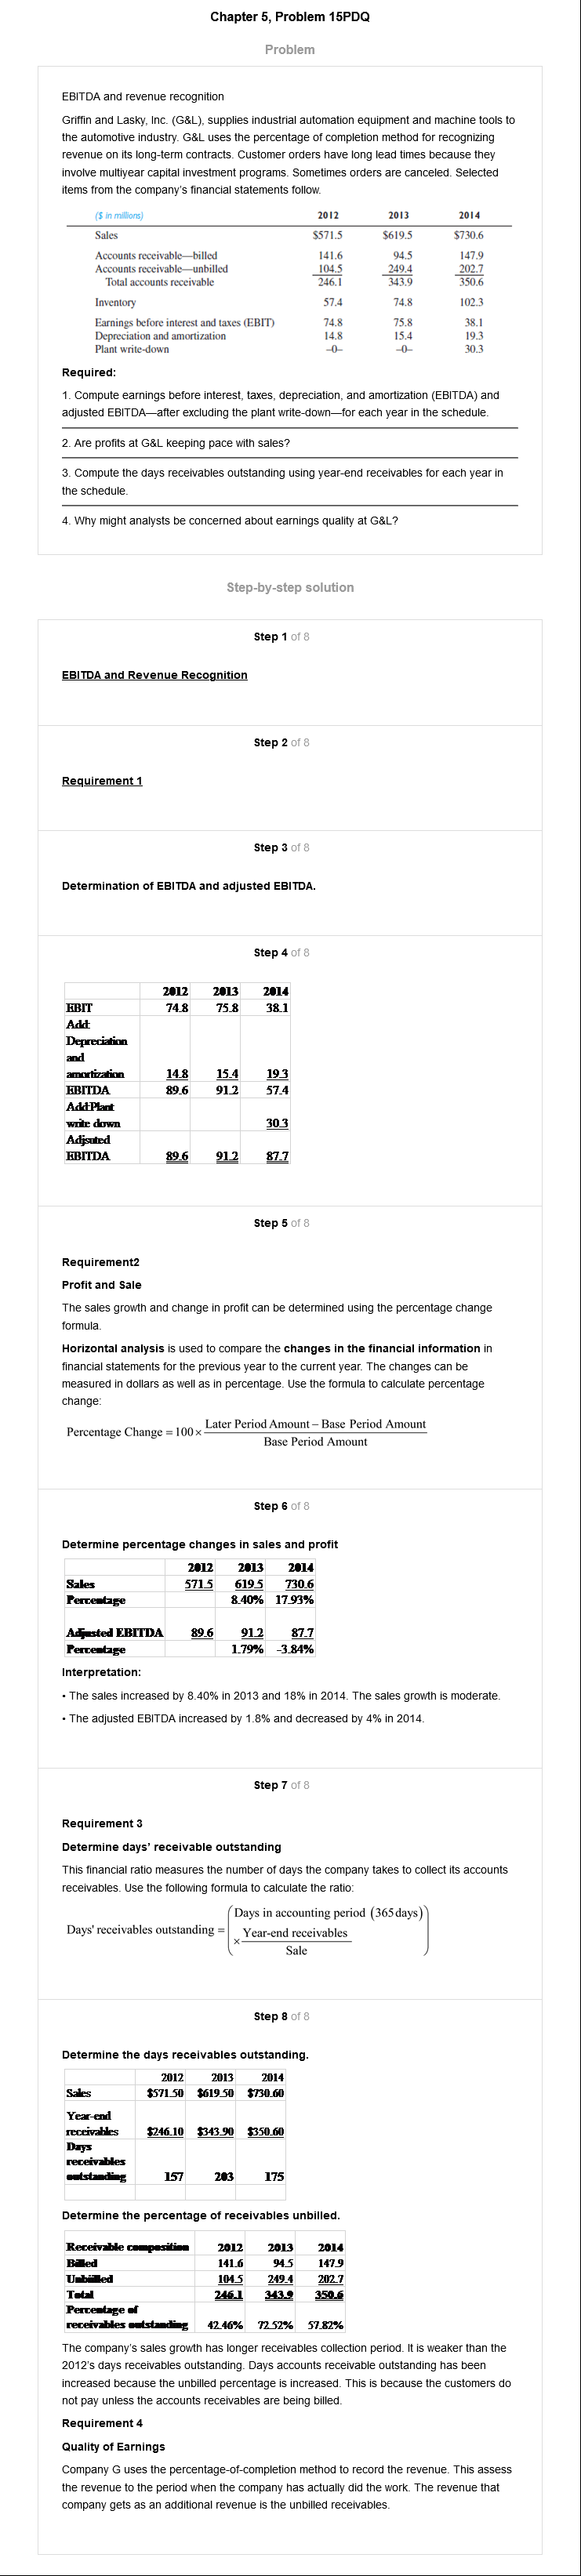 Chapter 5, Problem 15PDQ
Problem
EBITDA and revenue recognition
Griffin and Lasky, Inc. (G&L), supplies industrial automation equipment and machine tools to
the automotive industry. G&L uses the percentage of completion method for recognizing
revenue on its long-term contracts. Customer orders have long lead times because they
involve multiyear capital investment programs. Sometimes orders are canceled. Selected
items from the company's financial statements follow.
($ in millions) 2012 2013 2014
Sales $571.5 $619.5 $730.6
Accounts receivable—billed 141.6 94.5 147.9
Accounts receivable—unbilled 104.5 249.4 202.7
Total accounts receivable 246.1 343.9 350.6
Inventory 57.4 74.8 102.3
Earnings before interest and taxes (EBIT) 74.8 75.8 38.1
Depreciation and amortization 14.8 15.4 19.3
Plant write-down –0– –0– 30.3
Required:
1. Compute earnings before interest, taxes, depreciation, and amortization (EBITDA) and
adjusted EBITDA—after excluding the plant write-down—for each year in the schedule.
2. Are profits at G&L keeping pace with sales?
3. Compute the days receivables outstanding using year-end receivables for each year in
the schedule.
4. Why might analysts be concerned about earnings quality at G&L?
Step-by-step solution
Step 1 of 8
EBITDA and Revenue Recognition
Step 2 of 8
Requirement 1
Step 3 of 8
Determination of EBITDA and adjusted EBITDA.
Step 4 of 8
2012 2013 2014
EBIT 74.8 75.8 38.1
Add:
Depreciation
and
amortization 14.8 15.4 19.3
EBITDA 89.6 91.2 57.4
Add:Plant
write down 30.3
Adjsuted
EBITDA 89.6 91.2 87.7
Step 5 of 8
Requirement2
Profit and Sale
The sales growth and change in profit can be determined using the percentage change
formula.
Horizontal analysis is used to compare the changes in the financial information in
financial statements for the previous year to the current year. The changes can be
measured in dollars as well as in percentage. Use the formula to calculate percentage
change:
Later Period Amount – Base Period Amount
Percentage Change = 100 ×
Base Period Amount
Step 6 of 8
Determine percentage changes in sales and profit
2012 2013 2014
Sales 571.5 619.5 730.6
Percentage 8.40% 17.93%
Adjusted EBITDA 89.6 91.2 87.7
Percentage 1.79% -3.84%
Interpretation:
• The sales increased by 8.40% in 2013 and 18% in 2014. The sales growth is moderate.
• The adjusted EBITDA increased by 1.8% and decreased by 4% in 2014.
Step 7 of 8
Requirement 3
Determine days' receivable outstanding
This financial ratio measures the number of days the company takes to collect its accounts
receivables. Use the following formula to calculate the ratio:
Days in accounting period (365days)
Days' receivables outstanding =
× Year-end receivables
Sale
Step 8 of 8
Determine the days receivables outstanding.
2012 2013 2014
Sales $571.50 $619.50 $730.60
Year-end
receivables $246.10 $343.90 $350.60
Days
receivables
outstanding 157 203 175
Determine the percentage of receivables unbilled.
Receivable composition 2012 2013 2014
Billed 141.6 94.5 147.9
Unbilled 104.5 249.4 202.7
Total 246.1 343.9 350.6
Percentage of
receivables outstanding 42.46% 72.52% 57.82%
The company's sales growth has longer receivables collection period. It is weaker than the
2012's days receivables outstanding. Days accounts receivable outstanding has been
increased because the unbilled percentage is increased. This is because the customers do
not pay unless the accounts receivables are being billed.
Requirement 4
Quality of Earnings
Company G uses the percentage-of-completion method to record the revenue. This assess
the revenue to the period when the company has actually did the work. The revenue that
company gets as an additional revenue is the unbilled receivables.